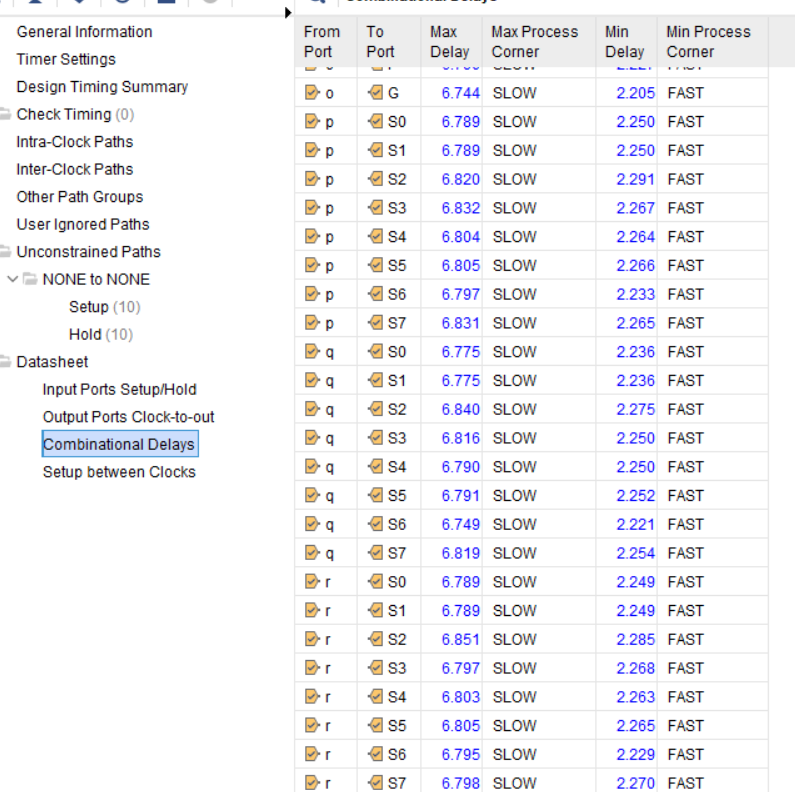 Combinational Delays
General Information
Timer Settings
Design Timing Summary
Check Timing (0)
Intra-Clock Paths
Inter-Clock Paths
Other Path Groups
User Ignored Paths
Unconstrained Paths
NONE to NONE
Setup (10)
Hold (10)
Datasheet
Input Ports Setup/Hold
Output Ports Clock-to-out
Combinational Delays
Setup between Clocks
From Port To Port Max Delay Max Process Corner Min Delay Min Process Corner
o G 6.744 SLOW 2.205 FAST
p S0 6.789 SLOW 2.250 FAST
p S1 6.789 SLOW 2.250 FAST
p S2 6.820 SLOW 2.291 FAST
p S3 6.832 SLOW 2.267 FAST
p S4 6.804 SLOW 2.264 FAST
p S5 6.805 SLOW 2.266 FAST
p S6 6.797 SLOW 2.233 FAST
p S7 6.831 SLOW 2.265 FAST
q S0 6.775 SLOW 2.236 FAST
q S1 6.775 SLOW 2.236 FAST
q S2 6.840 SLOW 2.275 FAST
q S3 6.816 SLOW 2.250 FAST
q S4 6.790 SLOW 2.250 FAST
q S5 6.791 SLOW 2.252 FAST
q S6 6.749 SLOW 2.221 FAST
q S7 6.819 SLOW 2.254 FAST
r S0 6.789 SLOW 2.249 FAST
r S1 6.789 SLOW 2.249 FAST
r S2 6.851 SLOW 2.285 FAST
r S3 6.797 SLOW 2.268 FAST
r S4 6.803 SLOW 2.263 FAST
r S5 6.805 SLOW 2.265 FAST
r S6 6.795 SLOW 2.229 FAST
r S7 6.798 SLOW 2.270 FAST